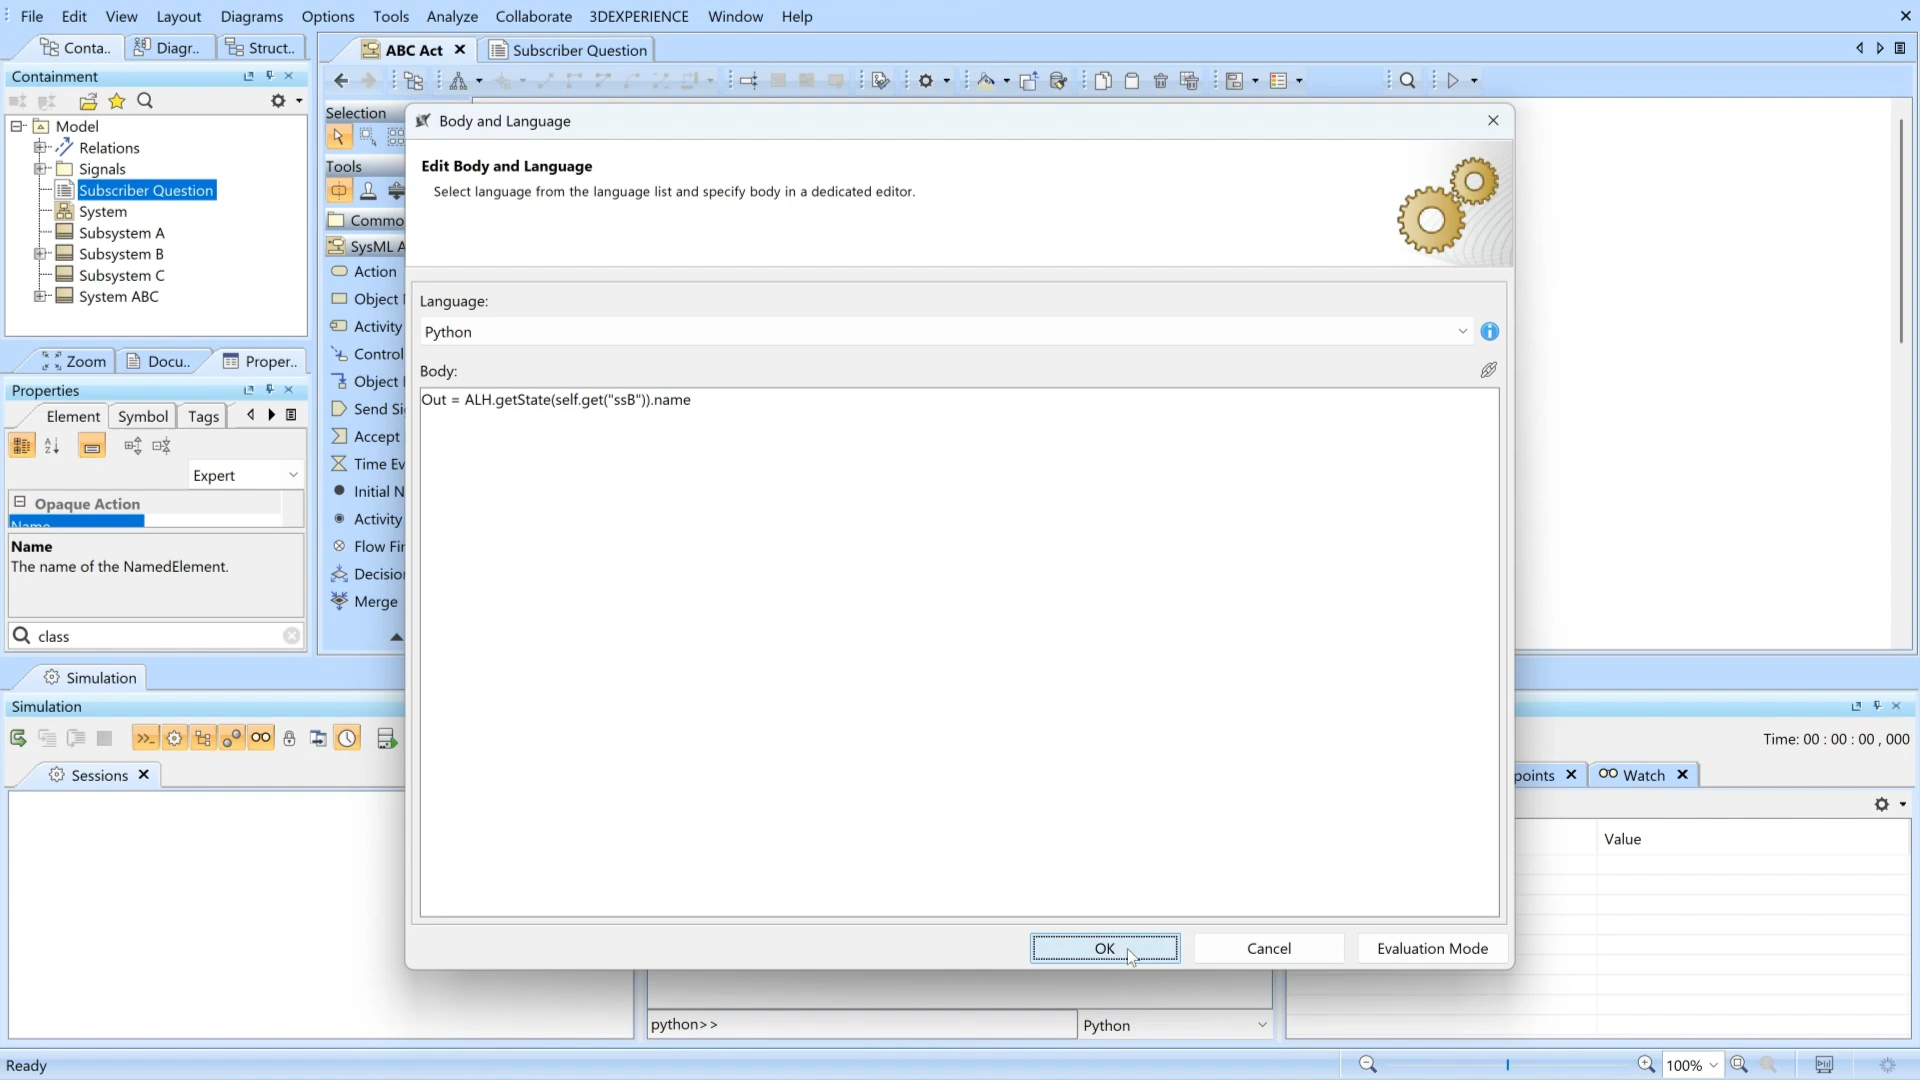 File Edit View Layout Diagrams Options Tools Analyze Collaborate 3DEXPERIENCE Window Help
Conta.. Diagr.. Struct..
ABC Act Subscriber Question
Containment
Model
Relations
Signals
Subscriber Question
System
Subsystem A
Subsystem B
Subsystem C
System ABC
Zoom Docu.. Proper..
Properties
Element Symbol Tags
Expert
Opaque Action
Name
Name
The name of the NamedElement.
class
Selection
Tools
Commo
SysML A
Action
Object
Activity
Control
Object
Send Si
Accept
Time Ev
Initial N
Activity
Flow Fin
Decision
Merge
Body and Language
Edit Body and Language
Select language from the language list and specify body in a dedicated editor.
Language:
Python
Body:
Out = ALH.getState(self.get("ssB")).name
OK Cancel Evaluation Mode
Simulation
Simulation
Time: 00 : 00 : 00 , 000
Sessions
points Watch
Value
python>>
Python
Ready
100%